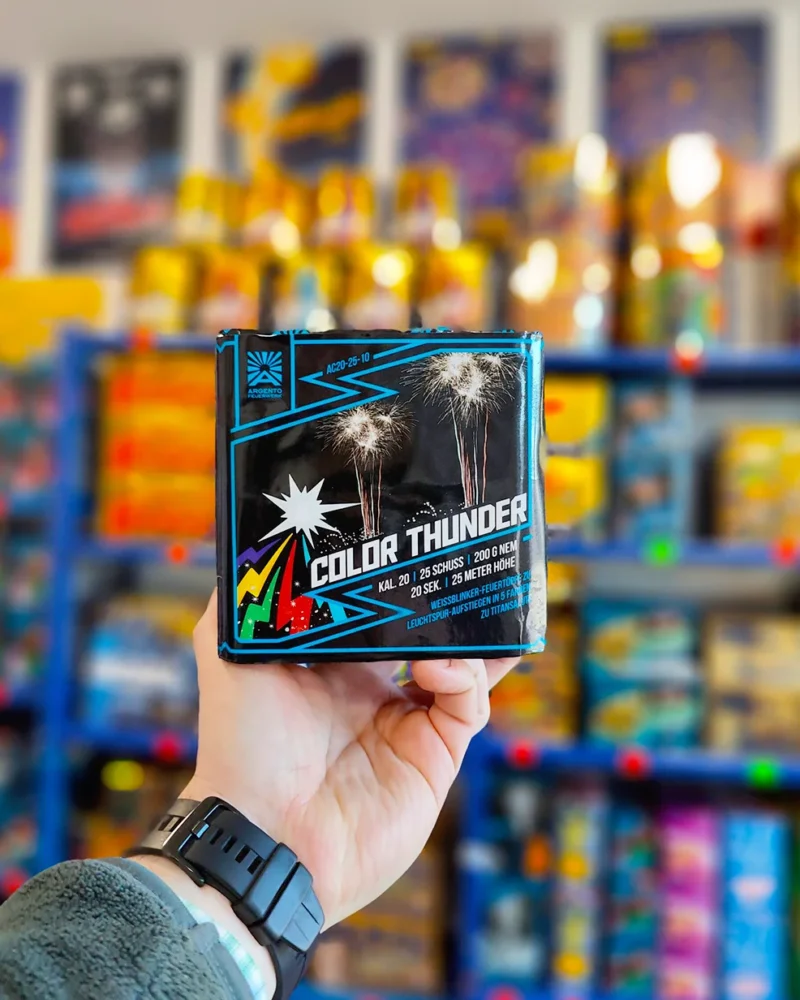 AC20-25-10
ARGENTO
FEUERWERK
COLOR THUNDER
KAL. 20 | 25 SCHUSS | 200 G NEM
20 SEK. | 25 METER HÖHE
WEISSBLINKER-FEUERTÖPFE ZU
LEUCHTSPUR-AUFSTIEGEN IN 5 FARBEN
ZU